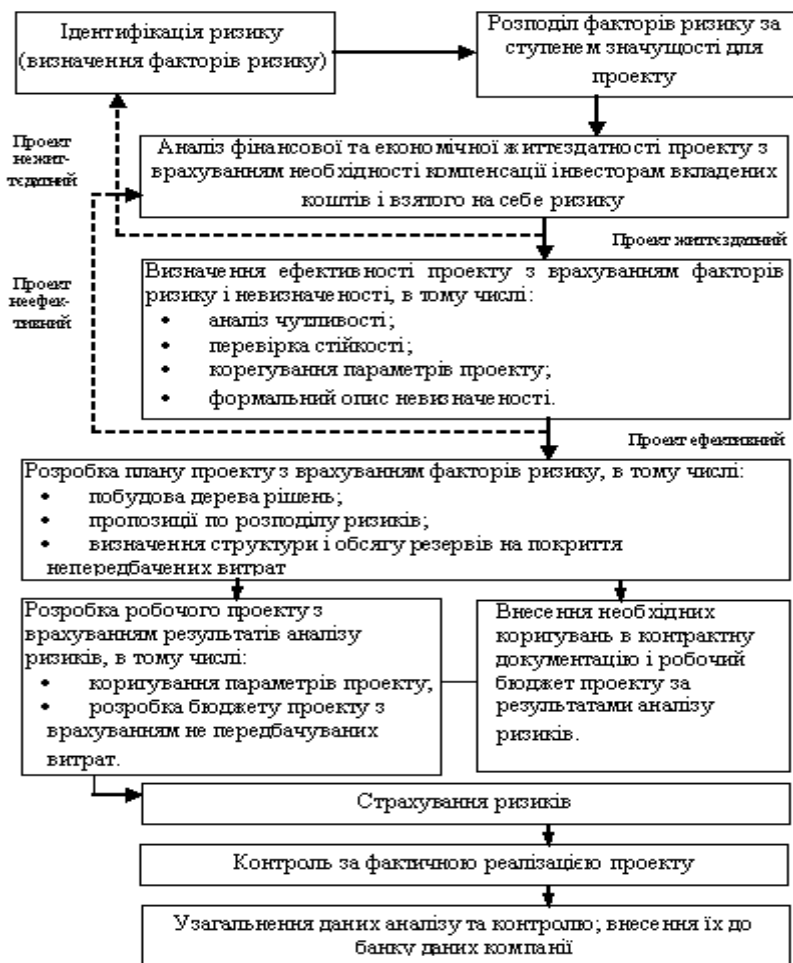 Ідентифікація ризику
(визначення факторів ризику)
Розподіл факторів ризику за
ступенем значущості для
проекту
Проект
нежит-
тєдатний
Аналіз фінансової та економічної життєздатності проекту з
врахуванням необхідності компенсації інвесторам вкладених
коштів і взятого на себе ризику
Проект життєздатний
Проект
неефек-
тивний
Визначення ефективності проекту з врахуванням факторів
ризику і невизначеності, в тому числі:
• аналіз чутливості;
• перевірка стійкості;
• корегування параметрів проекту;
• формальний опис невизначеності.
Проект ефективний
Розробка плану проекту з врахуванням факторів ризику, в тому числі:
• побудова дерева рішень;
• пропозиції по розподілу ризиків;
• визначення структури і обсягу резервів на покриття
непередбачених витрат
Розробка робочого проекту з
врахуванням результатів аналізу
ризиків, в тому числі:
• коригування параметрів проекту;
• розробка бюджету проекту з
врахуванням не передбачуваних
витрат.
Внесення необхідних
коригувань в контрактну
документацію і робочий
бюджет проекту за
результатами аналізу
ризиків.
Страхування ризиків
Контроль за фактичною реалізацією проекту
Узагальнення даних аналізу та контролю; внесення їх до
банку даних компанії